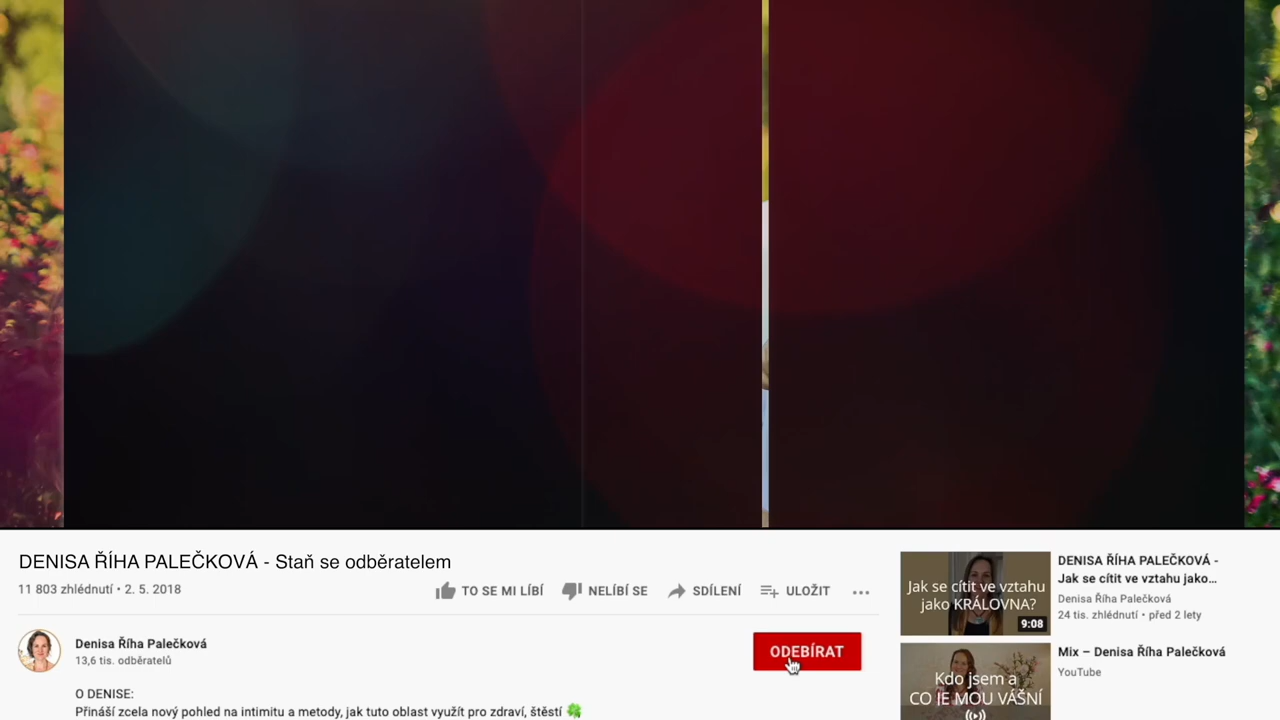 DENISA ŘÍHA PALEČKOVÁ - Staň se odběratelem
11 803 zhlédnutí • 2. 5. 2018
TO SE MI LÍBÍ
NELÍBÍ SE
SDÍLENÍ
ULOŽIT
Denisa Říha Palečková
13,6 tis. odběratelů
ODEBÍRAT
O DENISE:
Přináší zcela nový pohled na intimitu a metody, jak tuto oblast využít pro zdraví, štěstí 🍀
Jak se cítit ve vztahu
jako KRÁLOVNA?
9:08
DENISA ŘÍHA PALEČKOVÁ -
Jak se cítit ve vztahu jako...
Denisa Říha Palečková
24 tis. zhlédnutí • před 2 lety
Kdo jsem a
CO JE MOU VÁŠNÍ
Mix – Denisa Říha Palečková
YouTube